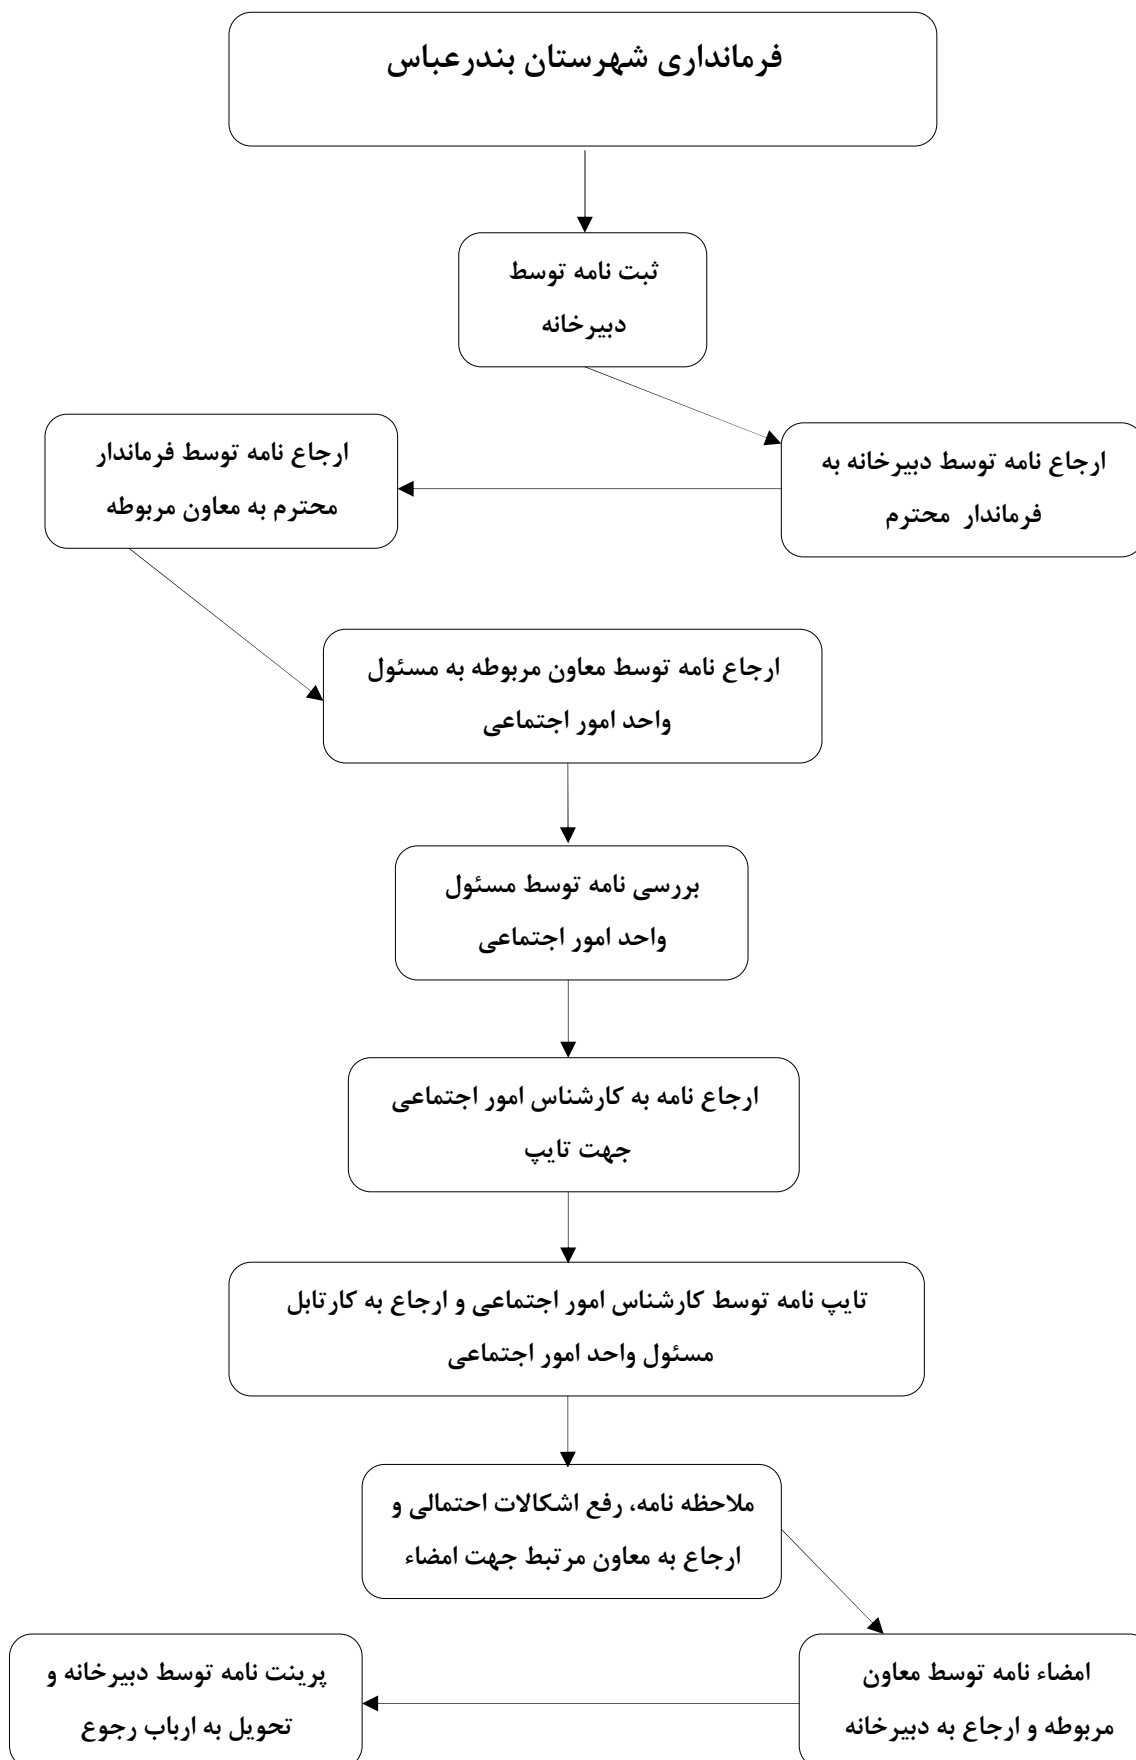 فرمانداری شهرستان بندرعباس
ثبت نامه توسط
دبیرخانه
ارجاع نامه توسط دبیرخانه به
فرماندار محترم
ارجاع نامه توسط فرماندار
محترم به معاون مربوطه
ارجاع نامه توسط معاون مربوطه به مسئول
واحد امور اجتماعی
بررسی نامه توسط مسئول
واحد امور اجتماعی
ارجاع نامه به کارشناس امور اجتماعی
جهت تایپ
تایپ نامه توسط کارشناس امور اجتماعی و ارجاع به کارتابل
مسئول واحد امور اجتماعی
ملاحظه نامه، رفع اشکالات احتمالی و
ارجاع به معاون مرتبط جهت امضاء
امضاء نامه توسط معاون
مربوطه و ارجاع به دبیرخانه
پرینت نامه توسط دبیرخانه و
تحویل به ارباب رجوع